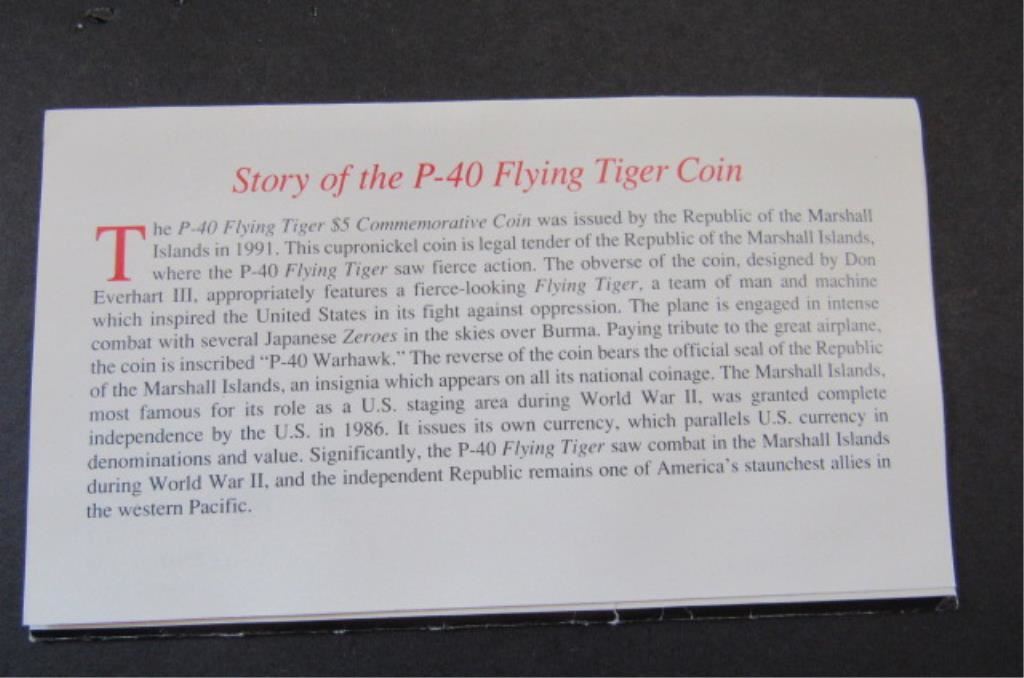 Story of the P-40 Flying Tiger Coin
The P-40 Flying Tiger $5 Commemorative Coin was issued by the Republic of the Marshall
Islands in 1991. This cupronickel coin is legal tender of the Republic of the Marshall Islands,
where the P-40 Flying Tiger saw fierce action. The obverse of the coin, designed by Don
Everhart III, appropriately features a fierce-looking Flying Tiger, a team of man and machine
which inspired the United States in its fight against oppression. The plane is engaged in intense
combat with several Japanese Zeroes in the skies over Burma. Paying tribute to the great airplane,
the coin is inscribed “P-40 Warhawk.” The reverse of the coin bears the official seal of the Republic
of the Marshall Islands, an insignia which appears on all its national coinage. The Marshall Islands,
most famous for its role as a U.S. staging area during World War II, was granted complete
independence by the U.S. in 1986. It issues its own currency, which parallels U.S. currency in
denominations and value. Significantly, the P-40 Flying Tiger saw combat in the Marshall Islands
during World War II, and the independent Republic remains one of America’s staunchest allies in
the western Pacific.